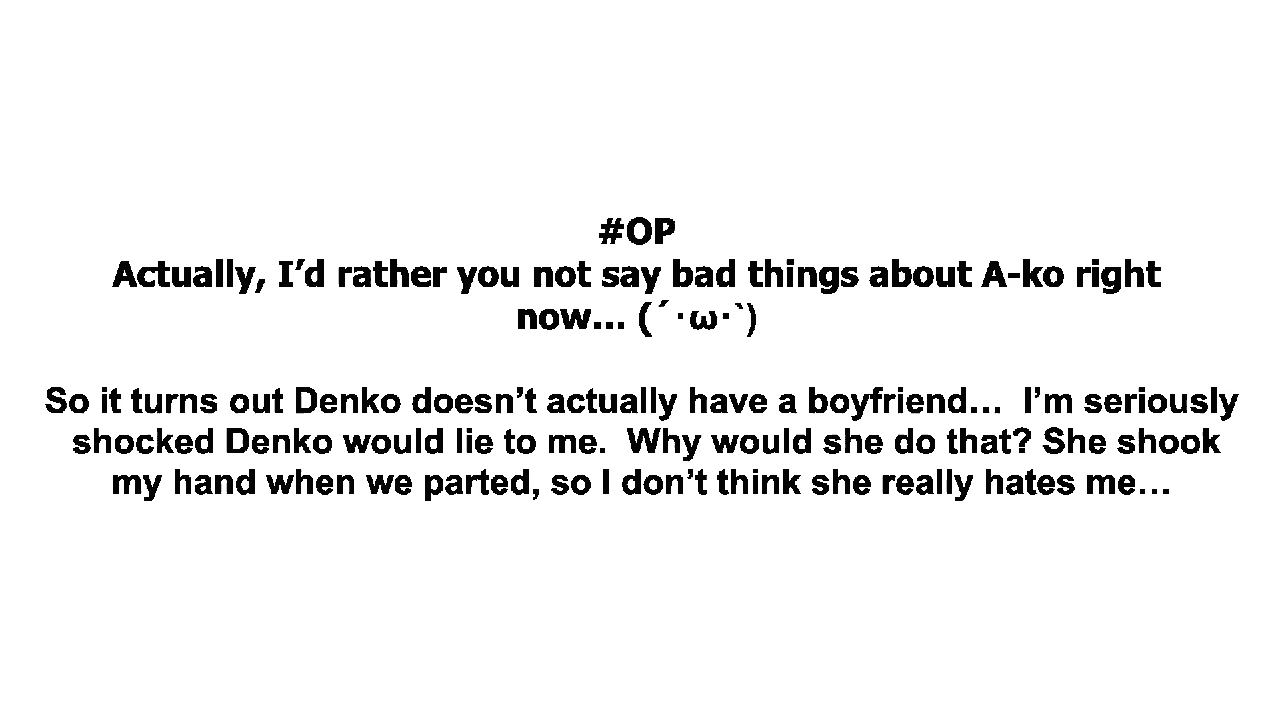 #OP
Actually, I’d rather you not say bad things about A-ko right
now... (´･ω･`)
So it turns out Denko doesn’t actually have a boyfriend...  I’m seriously
shocked Denko would lie to me.  Why would she do that? She shook
my hand when we parted, so I don’t think she really hates me...